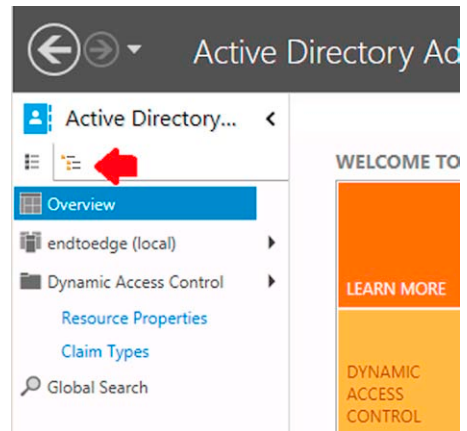 Active Directory Ad
Active Directory...
WELCOME TO
Overview
endtoedge (local)
Dynamic Access Control
Resource Properties
Claim Types
Global Search
LEARN MORE
DYNAMIC
ACCESS
CONTROL